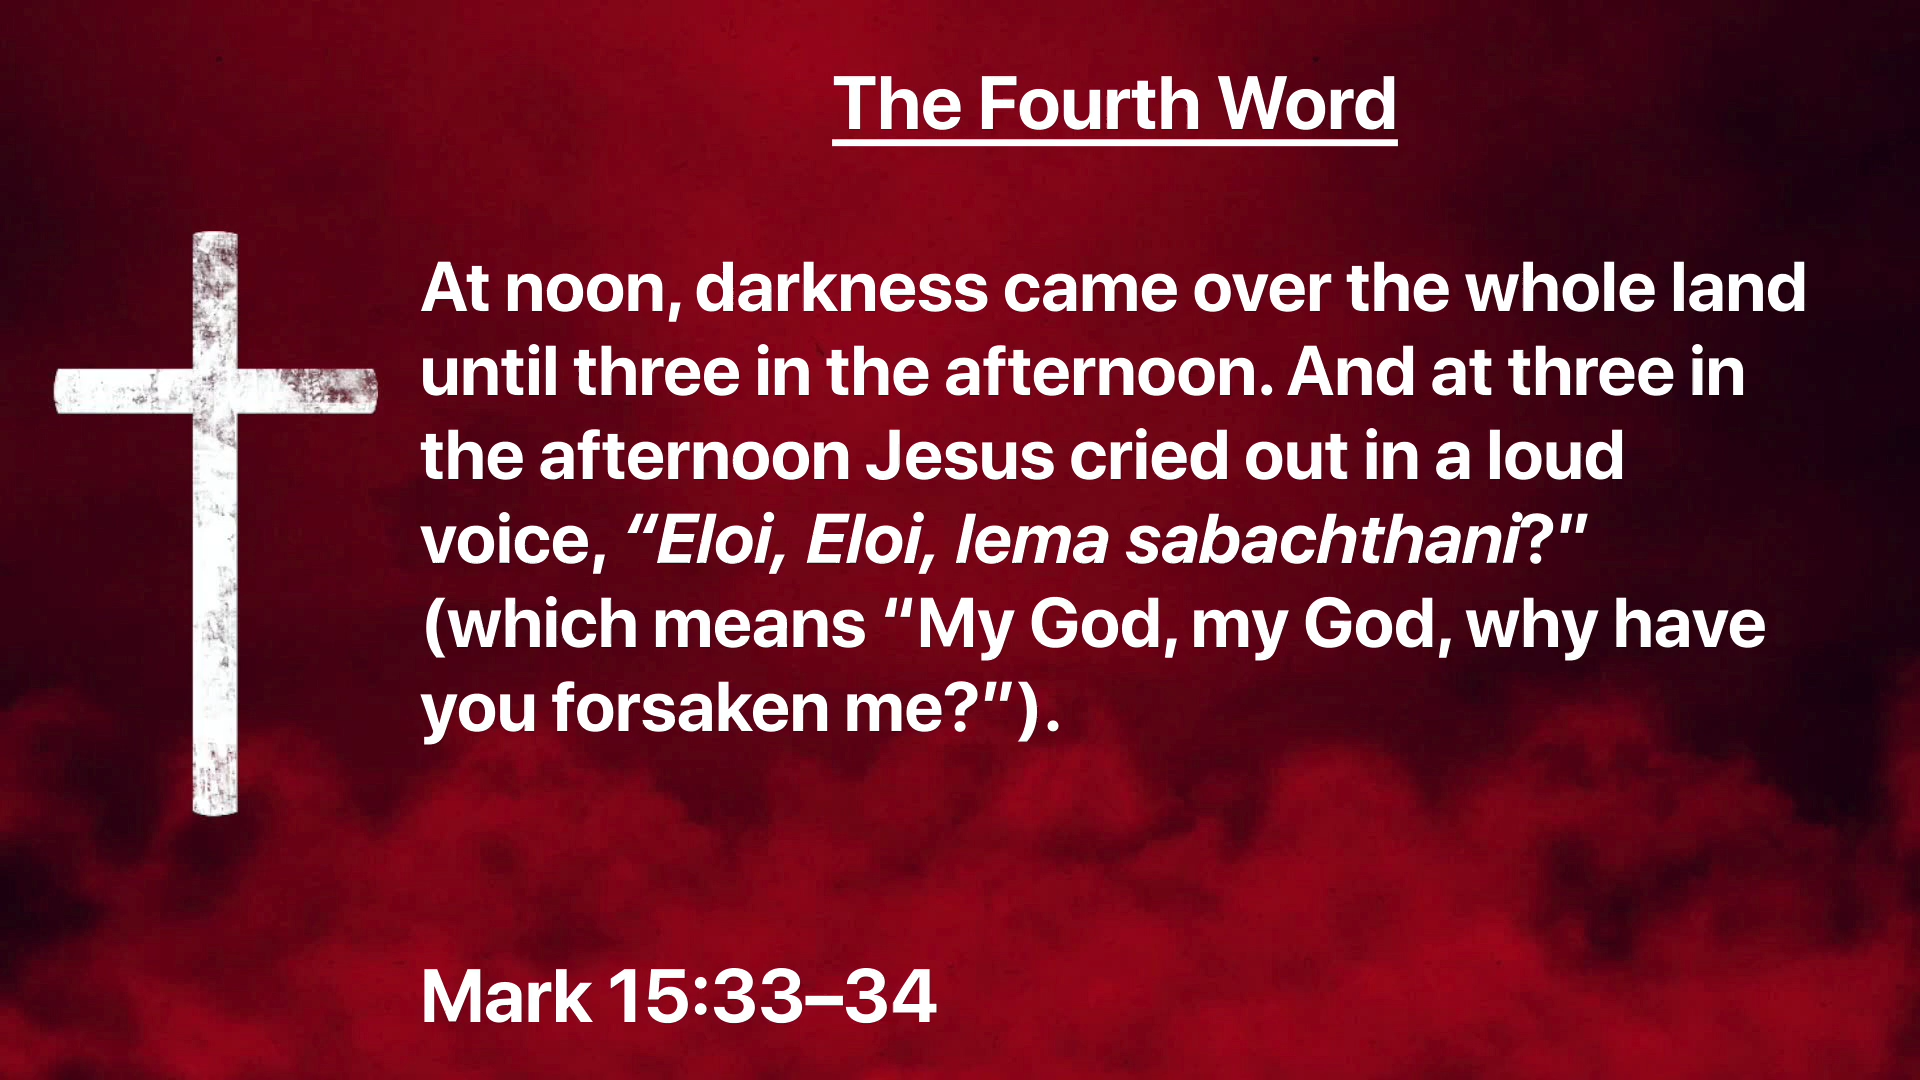 The Fourth Word
At noon, darkness came over the whole land
until three in the afternoon. And at three in
the afternoon Jesus cried out in a loud
voice, “Eloi, Eloi, lema sabachthani?”
(which means “My God, my God, why have
you forsaken me?”).
Mark 15:33–34